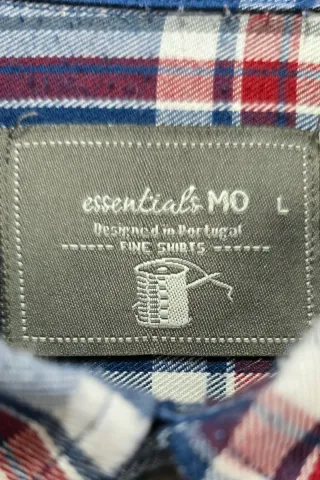 essentials MO L
Designed in Portugal
FINE SHIRTS